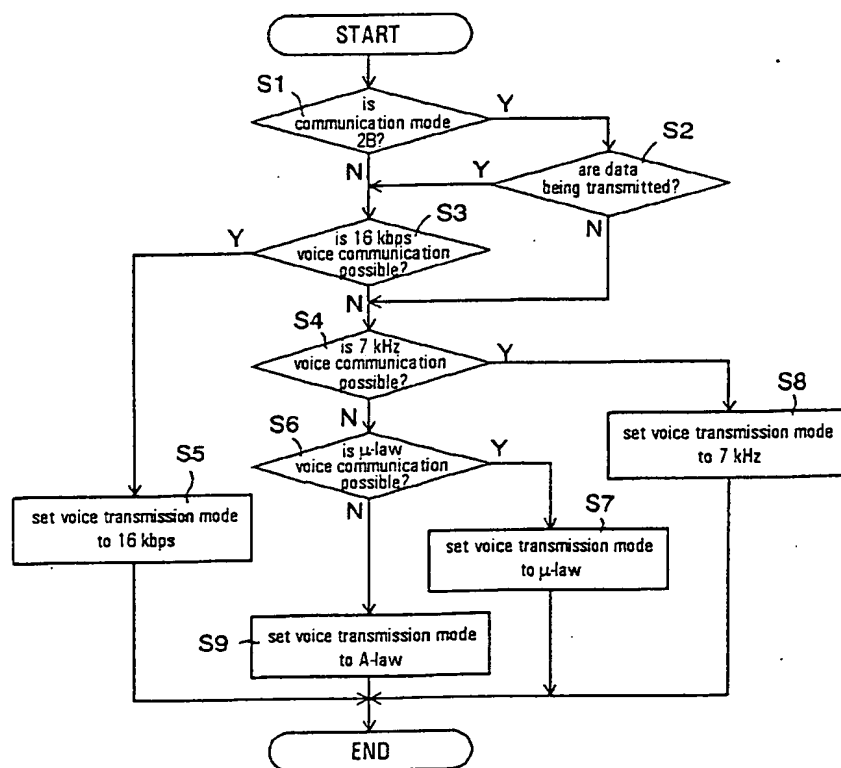 START
S1
is
communication mode
2B?
Y
N
S2
are data
being transmitted?
Y
N
S3
is 16 kbps
voice communication
possible?
Y
N
S4
is 7 kHz
voice communication
possible?
Y
N
S8
set voice transmission mode
to 7 kHz
S6
is μ-law
voice communication
possible?
Y
N
S5
set voice transmission mode
to 16 kbps
S7
set voice transmission mode
to μ-law
S9
set voice transmission mode
to A-law
END